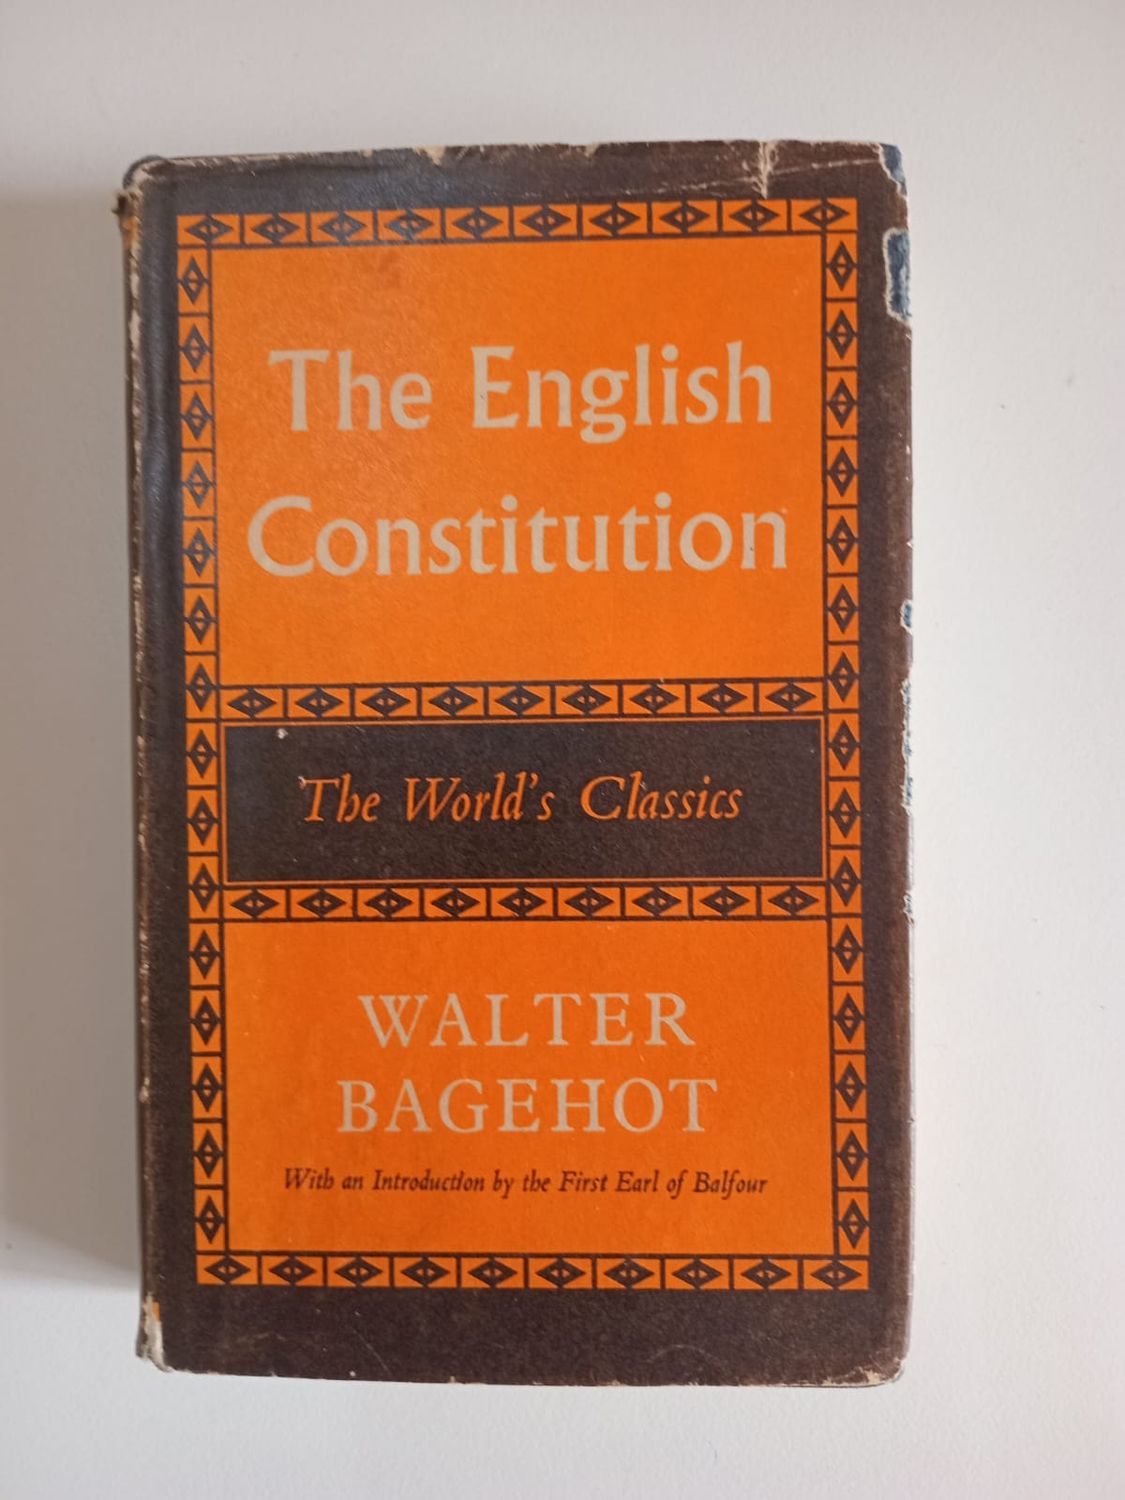 The English
Constitution
The World's Classics
WALTER
BAGEHOT
With an Introduction by the First Earl of Balfour